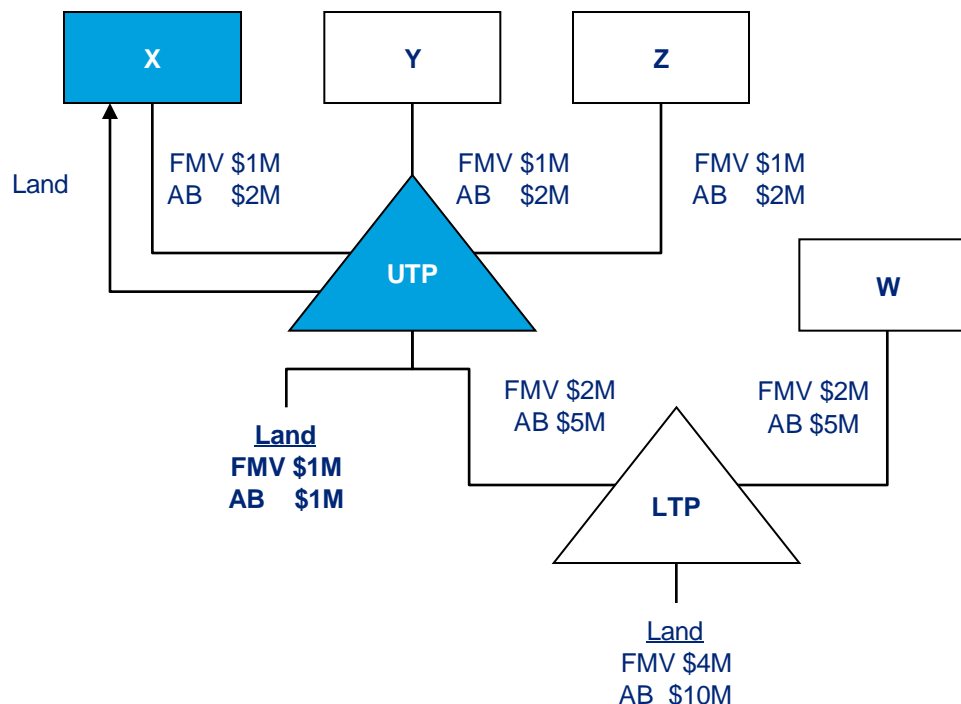 X
Y
Z
Land
FMV $1M
AB $2M
FMV $1M
AB $2M
FMV $1M
AB $2M
UTP
W
Land
FMV $1M
AB $1M
FMV $2M
AB $5M
FMV $2M
AB $5M
LTP
Land
FMV $4M
AB $10M